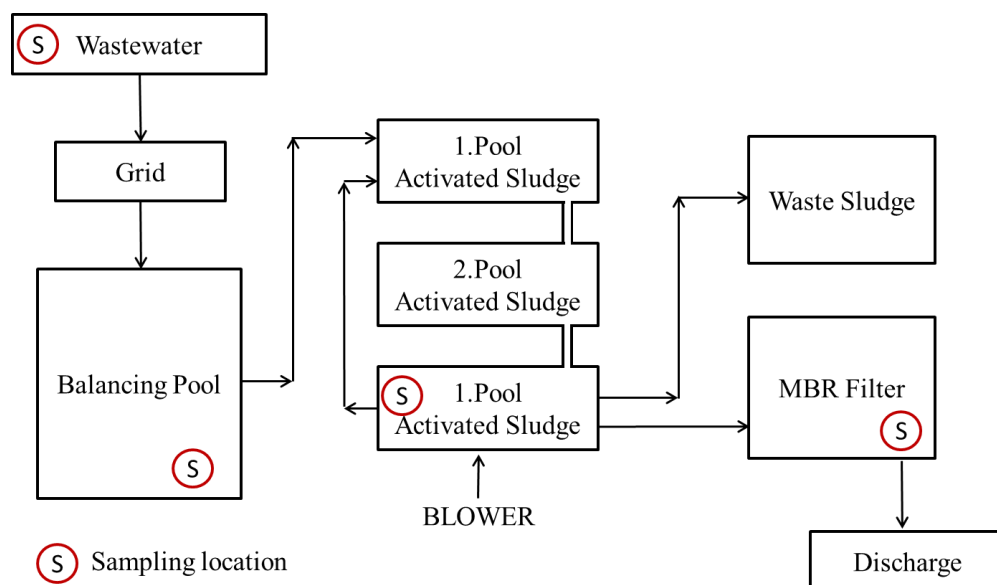 S Wastewater
Grid
Balancing Pool
S
1.Pool
Activated Sludge
2.Pool
Activated Sludge
S 1.Pool
Activated Sludge
BLOWER
Waste Sludge
MBR Filter
S
Discharge
S Sampling location